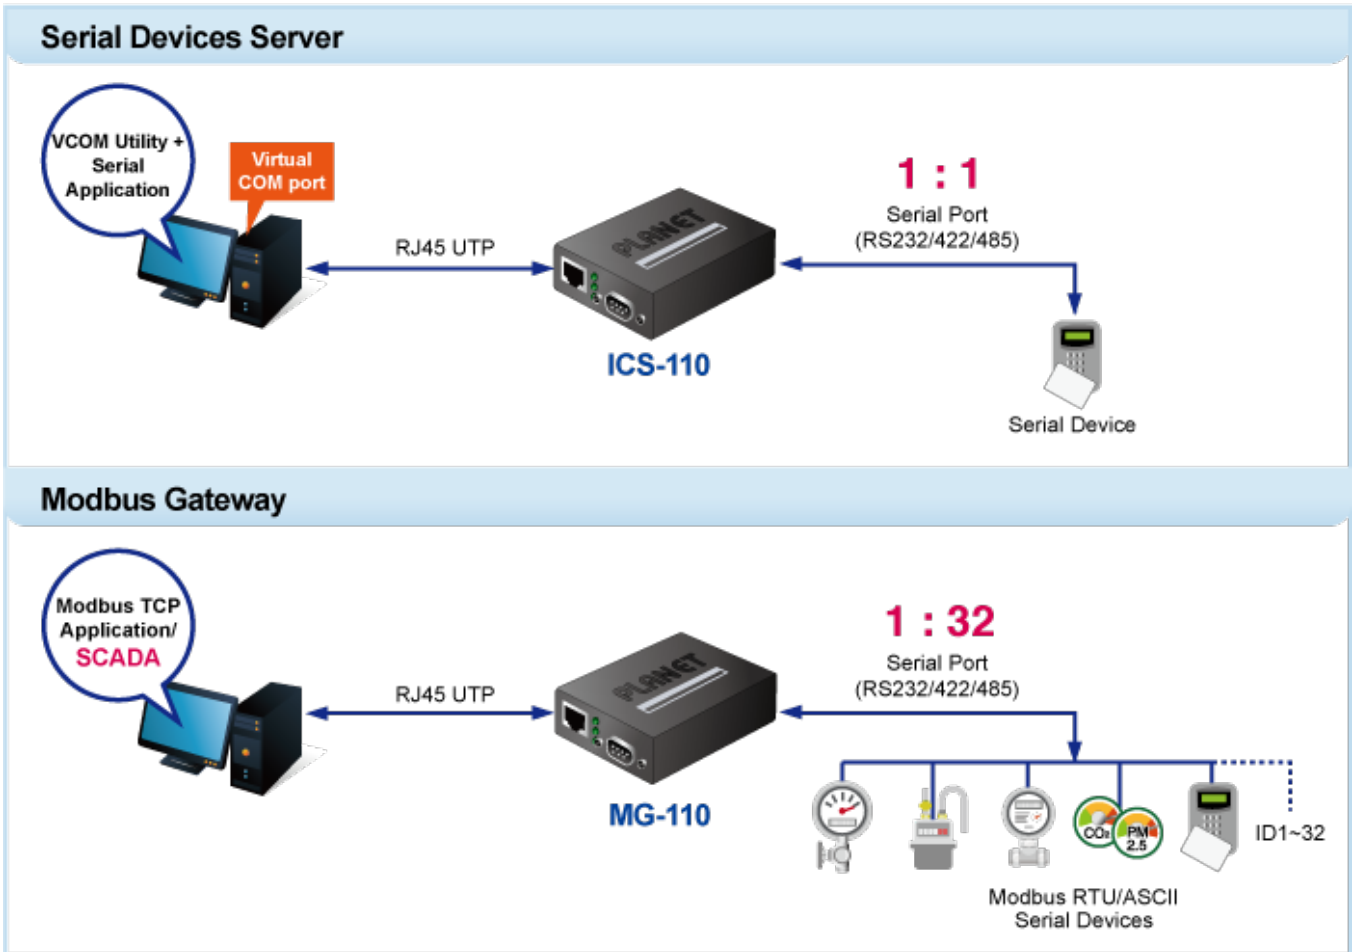 Serial Devices Server
VCOM Utility +
Serial
Application
Virtual
COM port
RJ45 UTP
PLANET
ICS-110
1 : 1
Serial Port
(RS232/422/485)
Serial Device
Modbus Gateway
Modbus TCP
Application/
SCADA
RJ45 UTP
PLANET
MG-110
1 : 32
Serial Port
(RS232/422/485)
CO₂
PM
2.5
ID1~32
Modbus RTU/ASCII
Serial Devices